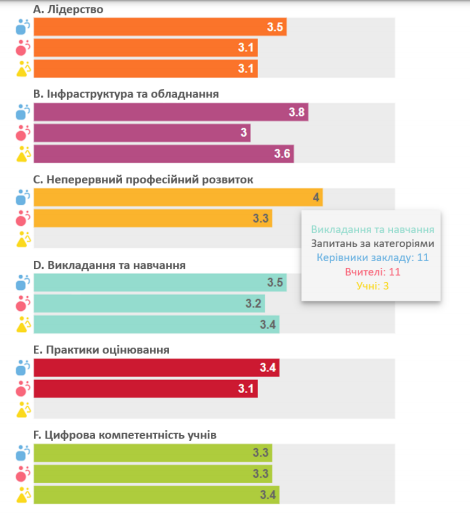 A. Лідерство
3.5
3.1
3.1
B. Інфраструктура та обладнання
3.8
3
3.6
C. Неперервний професійний розвиток
4
3.3
Викладання та навчання
Запитань за категоріями
Керівники закладу: 11
Вчителі: 11
Учні: 3
D. Викладання та навчання
3.5
3.2
3.4
E. Практики оцінювання
3.4
3.1
F. Цифрова компетентність учнів
3.3
3.3
3.4